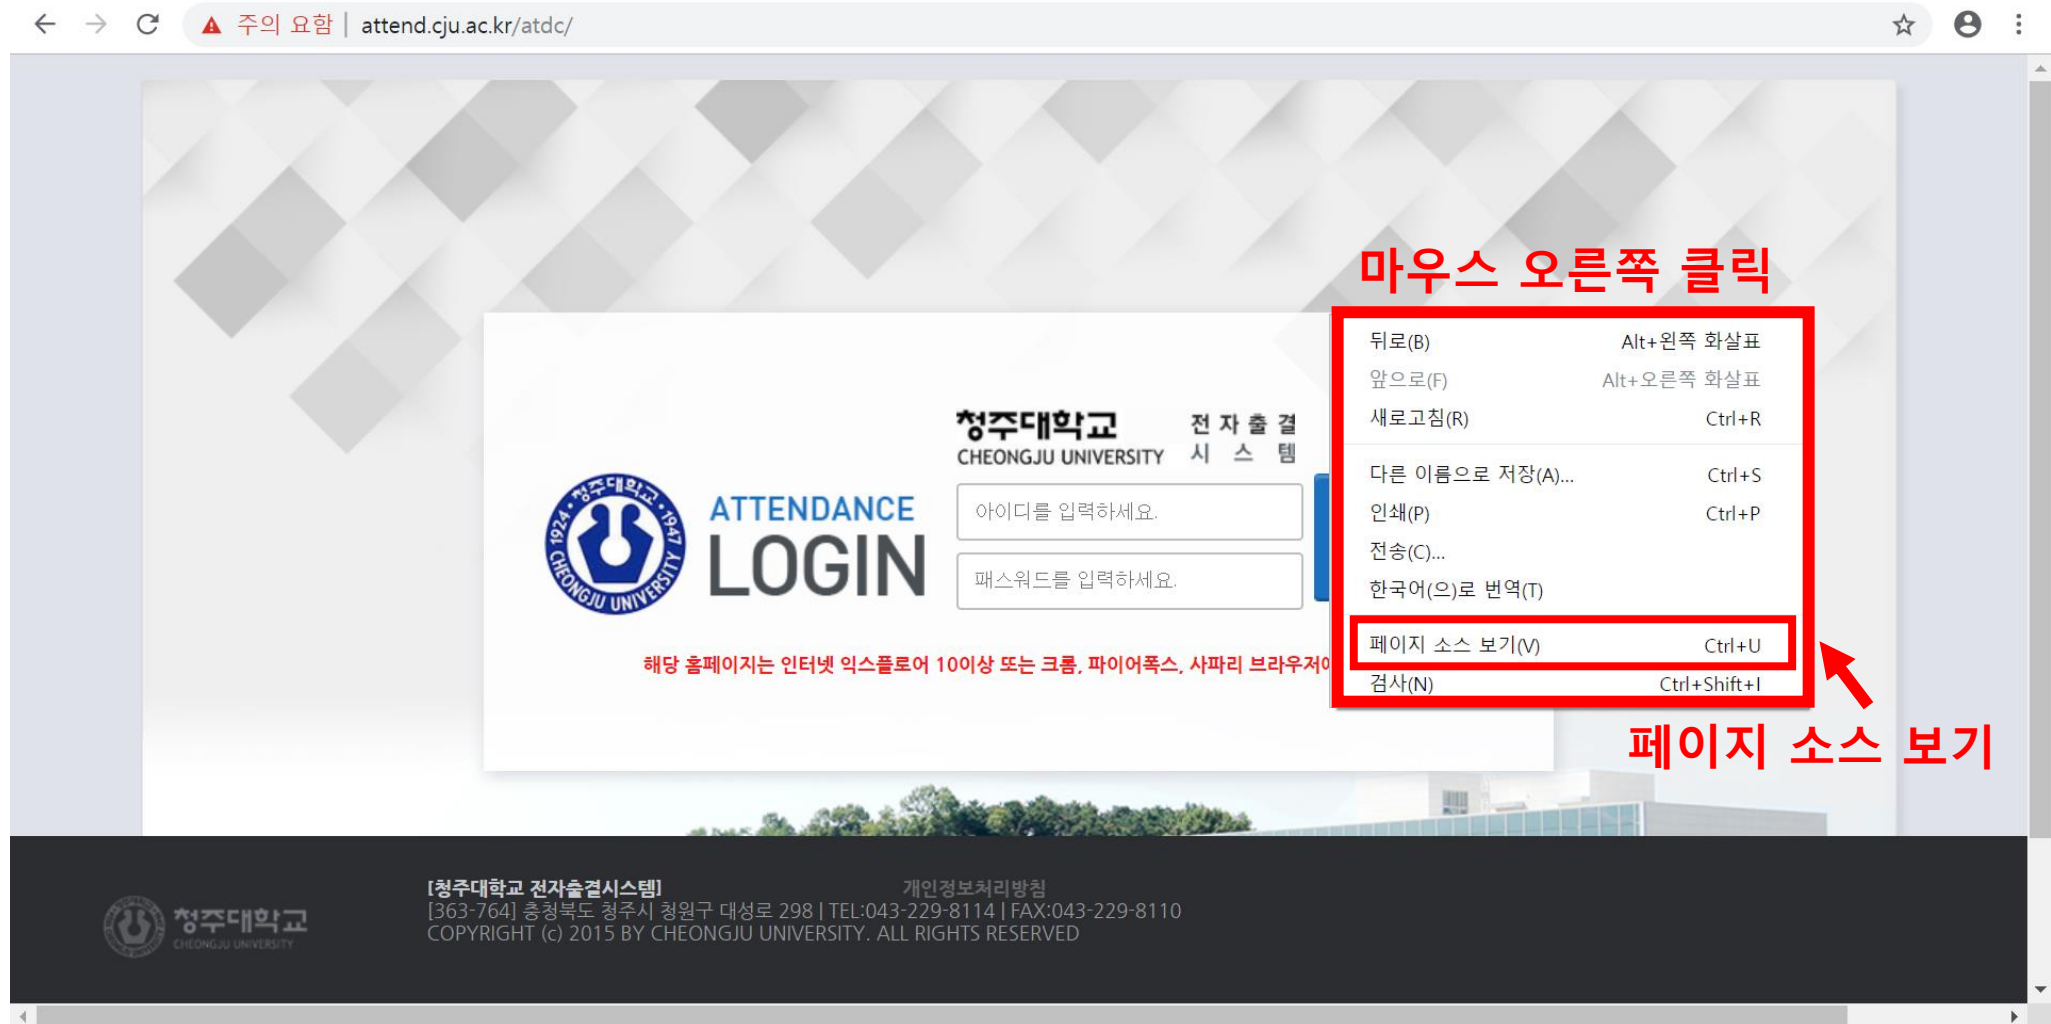 주의 요함 | attend.cju.ac.kr/atdc/
마우스 오른쪽 클릭
뒤로(B) Alt+왼쪽 화살표
앞으로(F) Alt+오른쪽 화살표
새로고침(R) Ctrl+R
다른 이름으로 저장(A)... Ctrl+S
인쇄(P) Ctrl+P
전송(C)...
한국어(으)로 번역(T)
페이지 소스 보기(V) Ctrl+U
검사(N) Ctrl+Shift+I
페이지 소스 보기
청주대학교 전자출결
CHEONGJU UNIVERSITY 시스템
청주대학교 · 1947
1924 CHEONGJU UNIVERSITY
ATTENDANCE
LOGIN
아이디를 입력하세요.
패스워드를 입력하세요.
해당 홈페이지는 인터넷 익스플로어 10이상 또는 크롬, 파이어폭스, 사파리 브라우저에
청주대학교
CHEONGJU UNIVERSITY
[청주대학교 전자출결시스템] 개인정보처리방침
[363-764] 충청북도 청주시 청원구 대성로 298 | TEL:043-229-8114 | FAX:043-229-8110
COPYRIGHT (c) 2015 BY CHEONGJU UNIVERSITY. ALL RIGHTS RESERVED